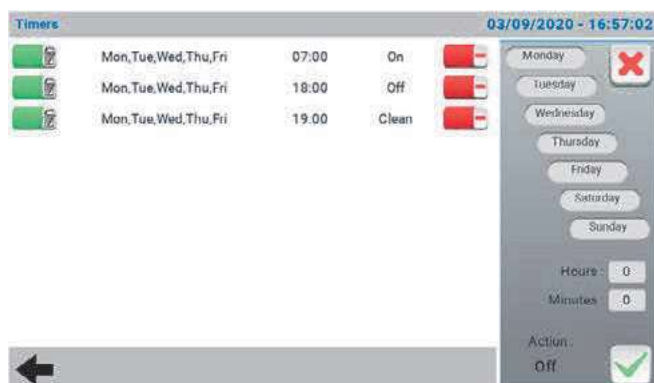 Timers 03/09/2020 - 16:57:02
Mon,Tue,Wed,Thu,Fri 07:00 On
Mon,Tue,Wed,Thu,Fri 18:00 Off
Mon,Tue,Wed,Thu,Fri 19:00 Clean
Monday
Tuesday
Wednesday
Thursday
Friday
Saturday
Sunday
Hours : 0
Minutes : 0
Action :
Off